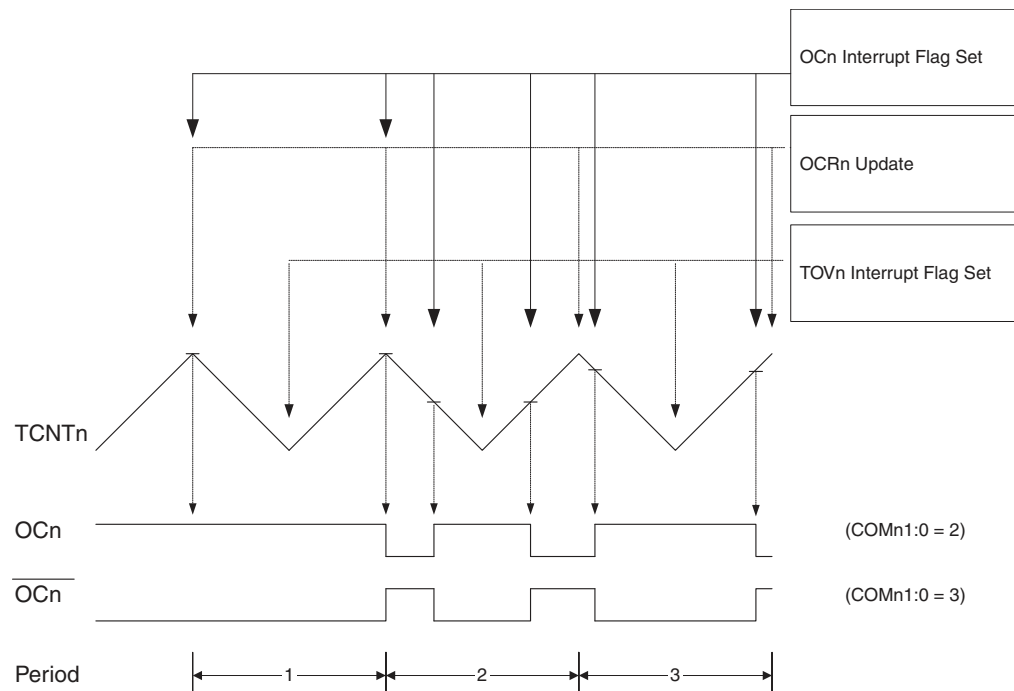 OCn Interrupt Flag Set
OCRn Update
TOVn Interrupt Flag Set
TCNTn
OCn
(COMn1:0 = 2)
OCn
(COMn1:0 = 3)
Period
1
2
3